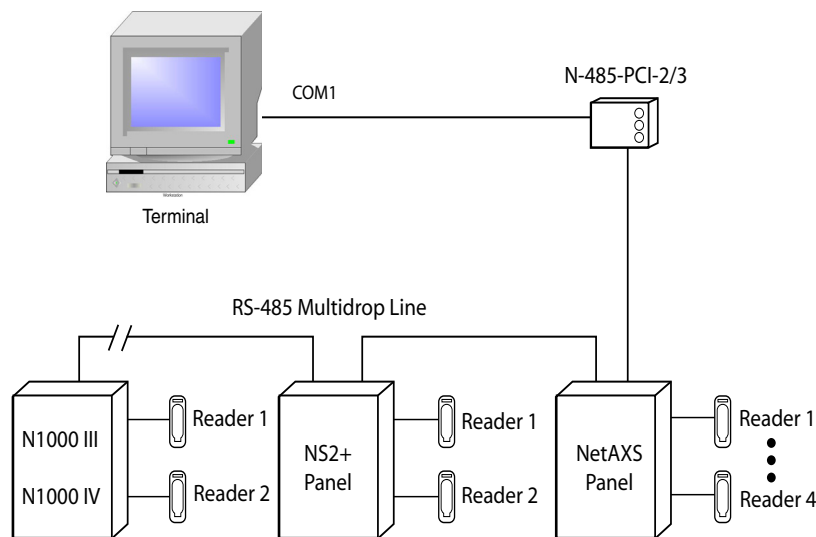 N-485-PCI-2/3
COM1
Workstation
Terminal
RS-485 Multidrop Line
N1000 III
N1000 IV
Reader 1
Reader 2
NS2+
Panel
Reader 1
Reader 2
NetAXS
Panel
Reader 1
Reader 4